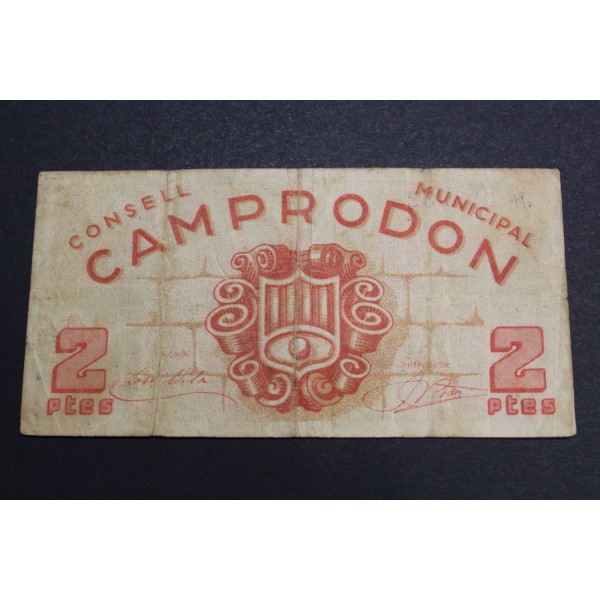 CONSELL MUNICIPAL
CAMPRODON
2 2
ptes ptes